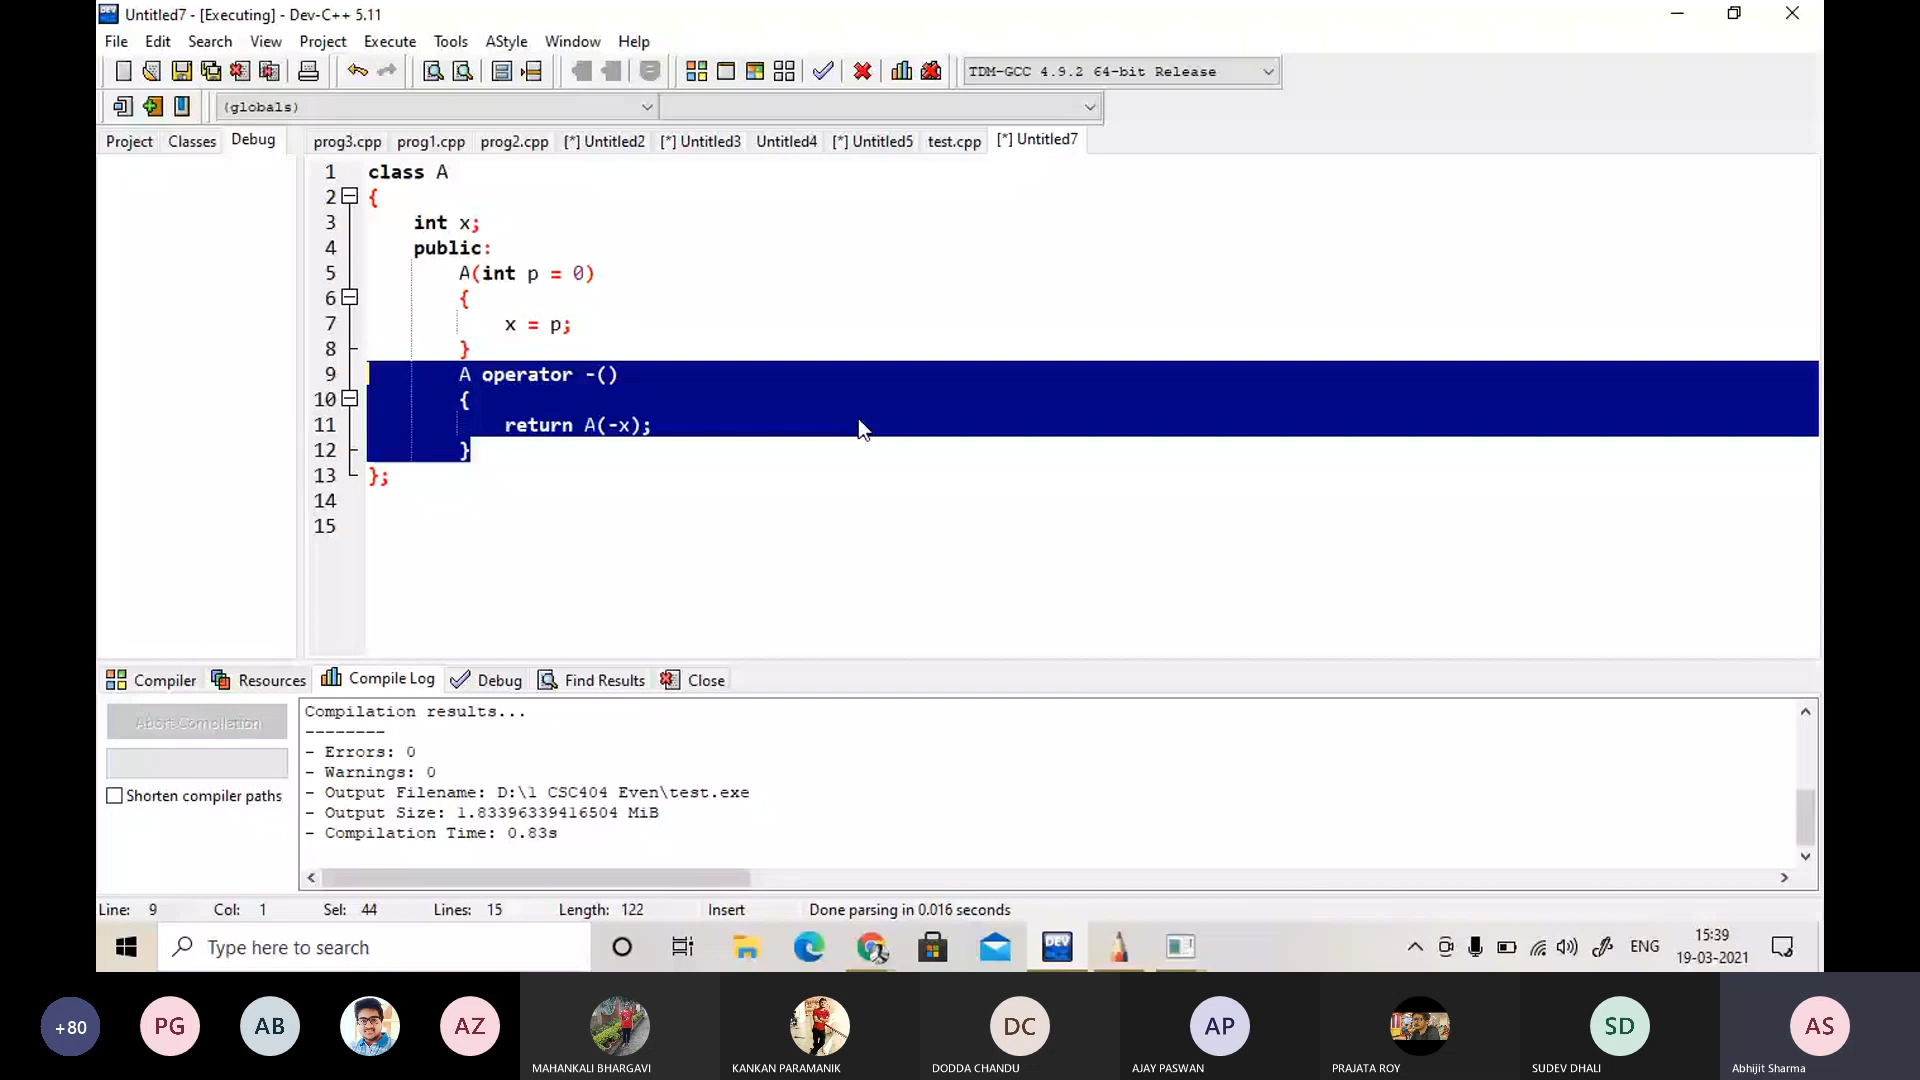 Untitled7 - [Executing] - Dev-C++ 5.11
File Edit Search View Project Execute Tools AStyle Window Help
TDM-GCC 4.9.2 64-bit Release
(globals)
Project Classes Debug
prog3.cpp prog1.cpp prog2.cpp [*] Untitled2 [*] Untitled3 Untitled4 [*] Untitled5 test.cpp [*] Untitled7
1 class A
2 {
3 int x;
4 public:
5 A(int p = 0)
6 {
7 x = p;
8 }
9 A operator -()
10 {
11 return A(-x);
12 }
13 };
14
15
Compiler Resources Compile Log Debug Find Results Close
Abort Compilation
Shorten compiler paths
Compilation results...
--------
- Errors: 0
- Warnings: 0
- Output Filename: D:\1 CSC404 Even\test.exe
- Output Size: 1.83396339416504 MiB
- Compilation Time: 0.83s
Line: 9 Col: 1 Sel: 44 Lines: 15 Length: 122 Insert Done parsing in 0.016 seconds
Type here to search
DEV
ENG
15:39
19-03-2021
+80 PG AB AZ DC AP SD AS
MAHANKALI BHARGAVI KANKAN PARAMANIK DODDA CHANDU AJAY PASWAN PRAJATA ROY SUDEV DHALI Abhijit Sharma